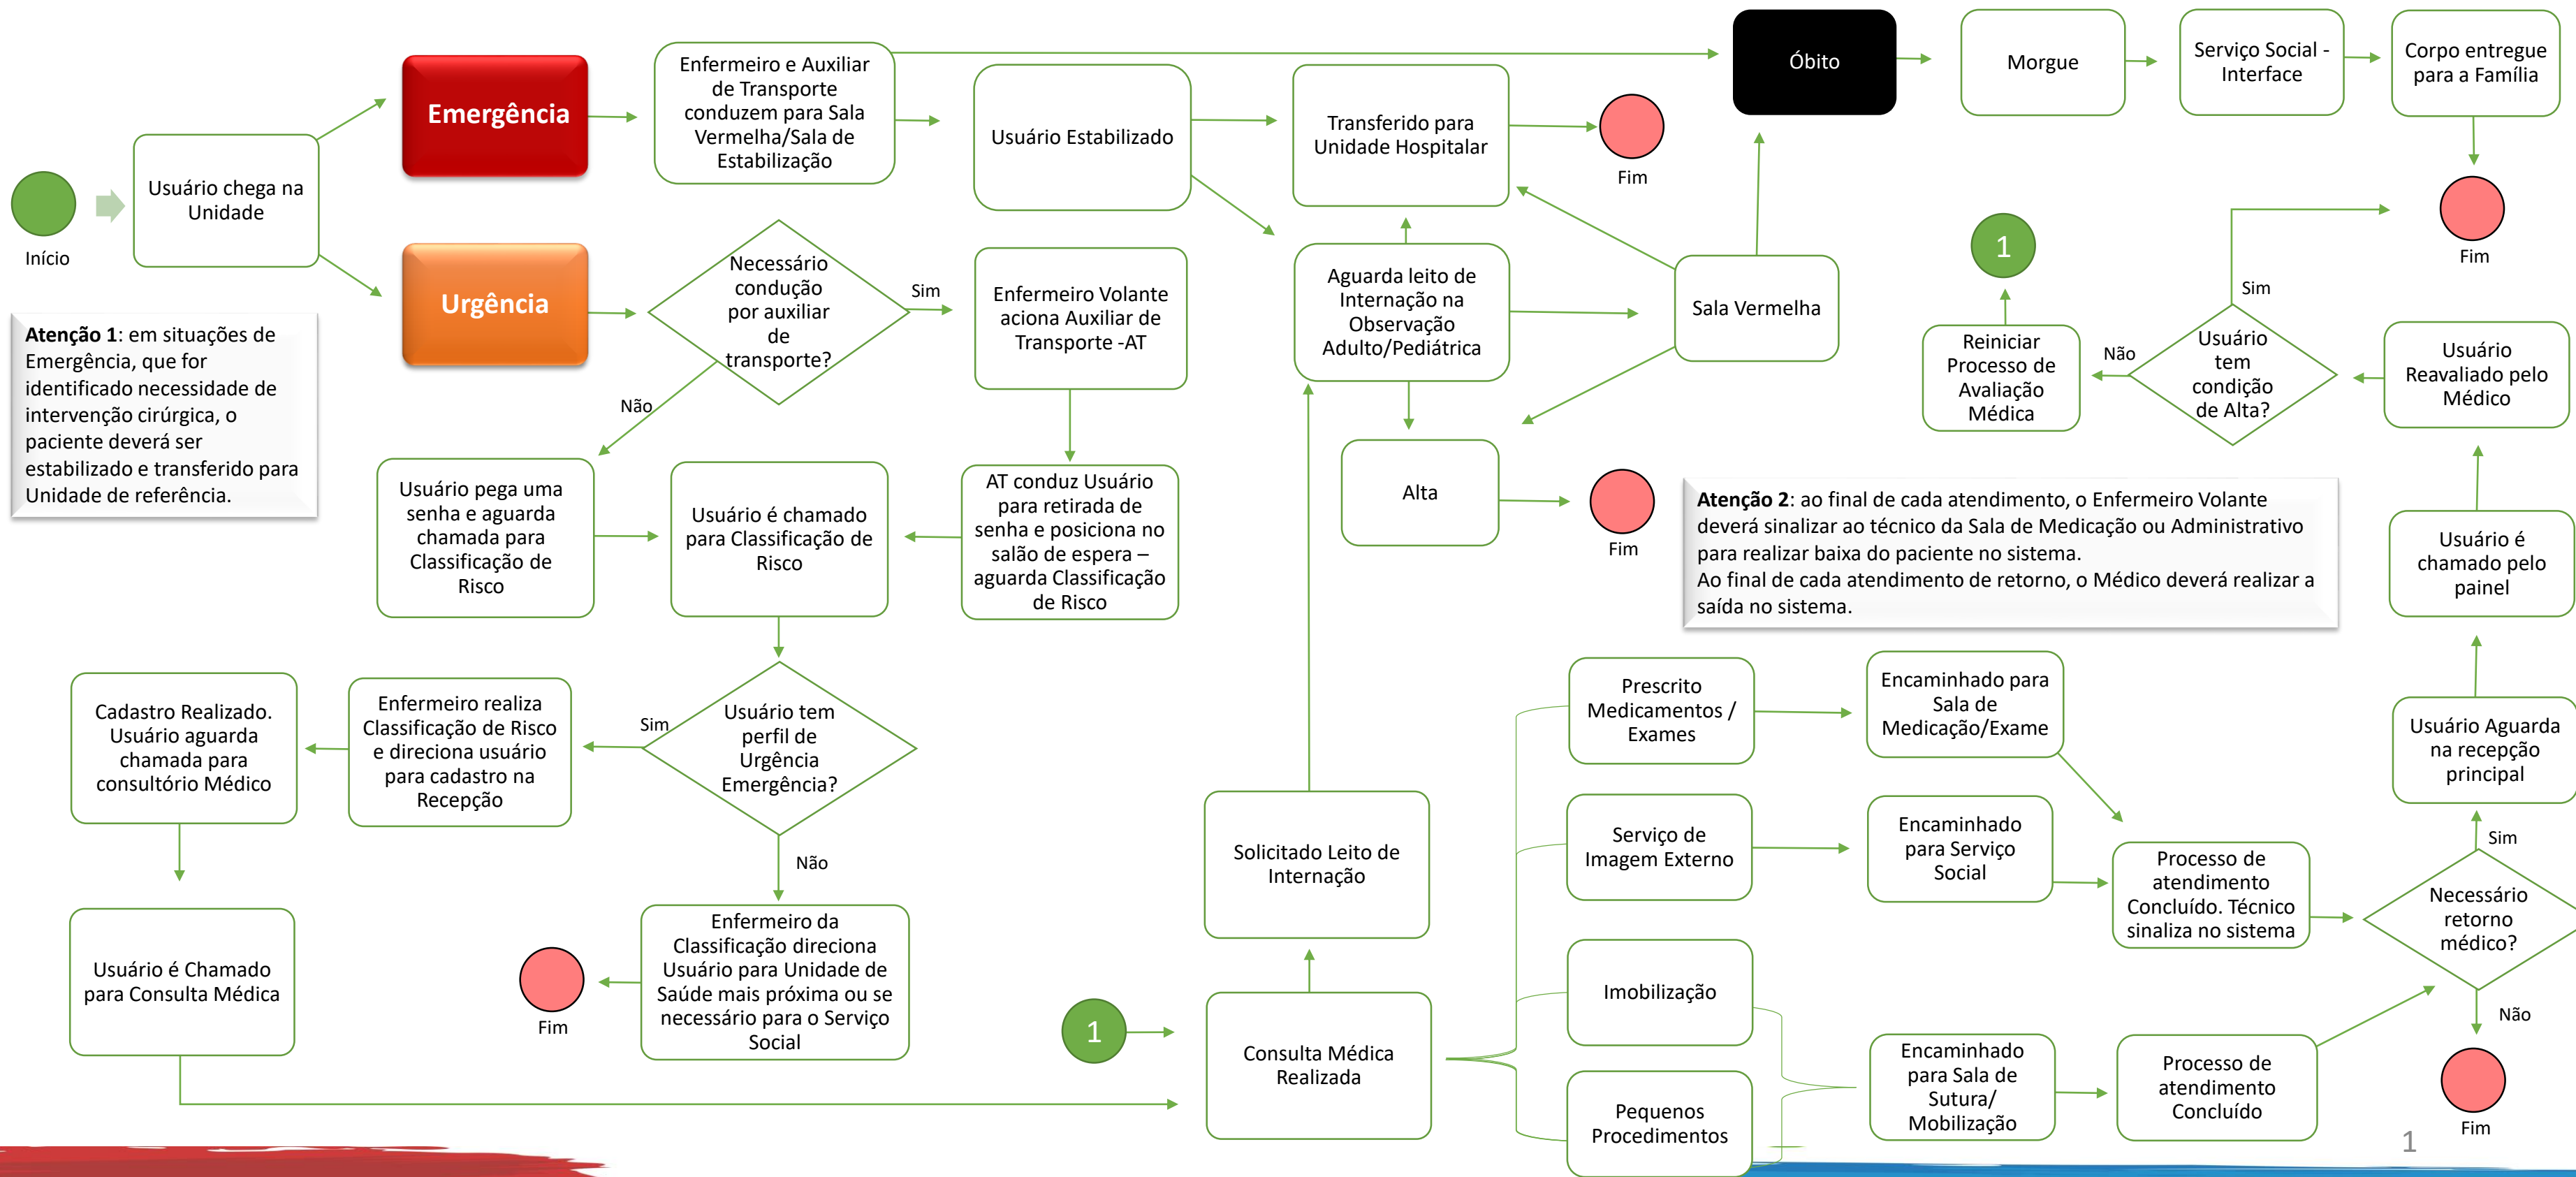 Início
Usuário chega na
Unidade
Emergência
Urgência
Enfermeiro e Auxiliar
de Transporte
conduzem para Sala
Vermelha/Sala de
Estabilização
Usuário Estabilizado
Transferido para
Unidade Hospitalar
Fim
Óbito
Morgue
Serviço Social -
Interface
Corpo entregue
para a Família
Fim
Necessário
condução
por auxiliar
de
transporte?
Sim
Não
Enfermeiro Volante
aciona Auxiliar de
Transporte -AT
Aguarda leito de
Internação na
Observação
Adulto/Pediátrica
Sala Vermelha
1
Reiniciar
Processo de
Avaliação
Médica
Não
Usuário
tem
condição
de Alta?
Sim
Usuário
Reavaliado pelo
Médico
Atenção 1: em situações de
Emergência, que for
identificado necessidade de
intervenção cirúrgica, o
paciente deverá ser
estabilizado e transferido para
Unidade de referência.
Usuário pega uma
senha e aguarda
chamada para
Classificação de
Risco
Usuário é chamado
para Classificação de
Risco
AT conduz Usuário
para retirada de
senha e posiciona no
salão de espera –
aguarda Classificação
de Risco
Alta
Fim
Atenção 2: ao final de cada atendimento, o Enfermeiro Volante
deverá sinalizar ao técnico da Sala de Medicação ou Administrativo
para realizar baixa do paciente no sistema.
Ao final de cada atendimento de retorno, o Médico deverá realizar a
saída no sistema.
Usuário é
chamado pelo
painel
Cadastro Realizado.
Usuário aguarda
chamada para
consultório Médico
Enfermeiro realiza
Classificação de Risco
e direciona usuário
para cadastro na
Recepção
Sim
Usuário tem
perfil de
Urgência
Emergência?
Não
Prescrito
Medicamentos /
Exames
Encaminhado para
Sala de
Medicação/Exame
Usuário Aguarda
na recepção
principal
Solicitado Leito de
Internação
Serviço de
Imagem Externo
Encaminhado
para Serviço
Social
Processo de
atendimento
Concluído. Técnico
sinaliza no sistema
Sim
Necessário
retorno
médico?
Não
Fim
Usuário é Chamado
para Consulta Médica
Fim
Enfermeiro da
Classificação direciona
Usuário para Unidade de
Saúde mais próxima ou se
necessário para o Serviço
Social
1
Consulta Médica
Realizada
Imobilização
Pequenos
Procedimentos
Encaminhado
para Sala de
Sutura/
Mobilização
Processo de
atendimento
Concluído
1